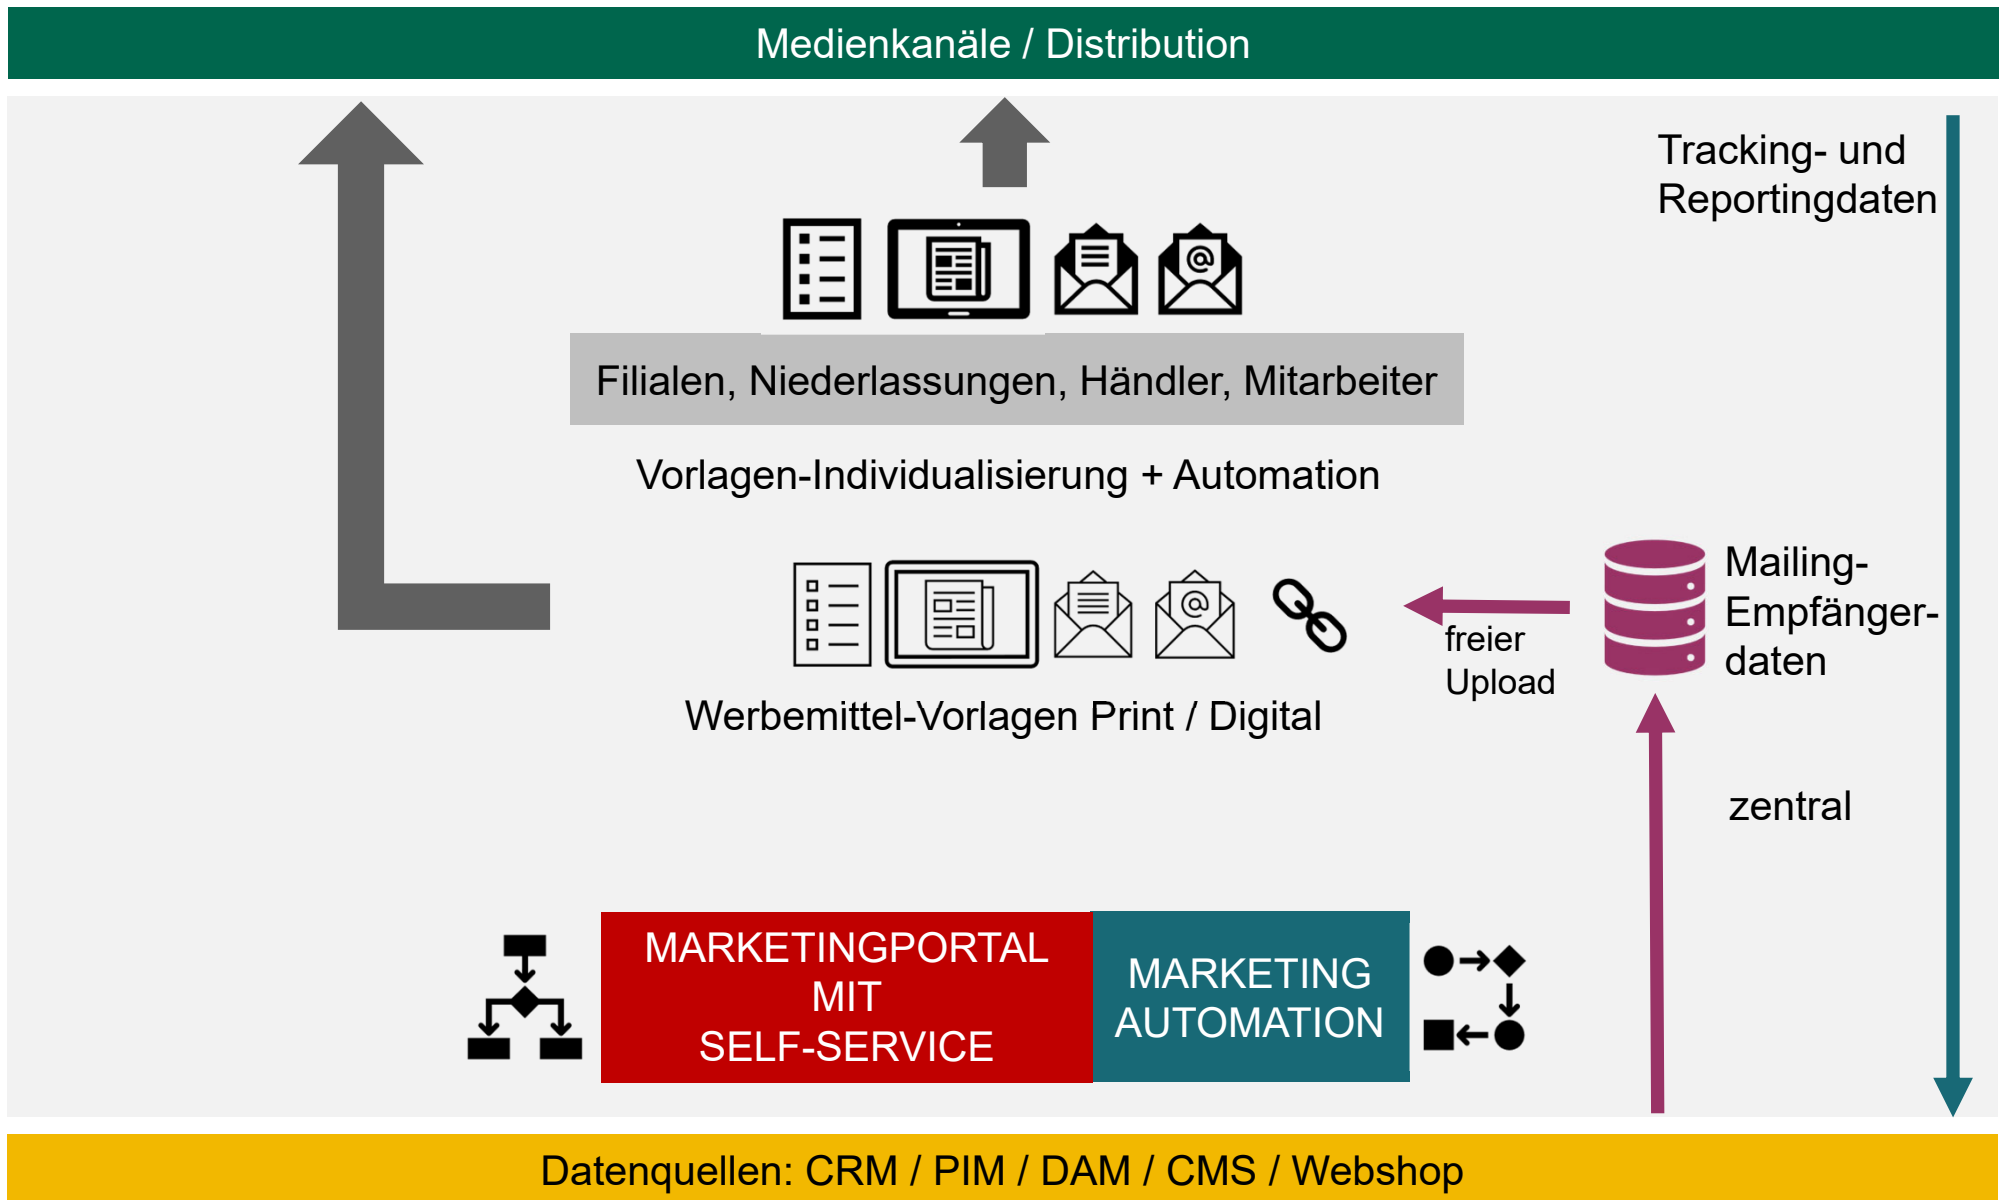 Medienkanäle / Distribution
Tracking- und
Reportingdaten
@
Filialen, Niederlassungen, Händler, Mitarbeiter
Vorlagen-Individualisierung + Automation
@
Mailing-
Empfänger-
daten
freier
Upload
Werbemittel-Vorlagen Print / Digital
zentral
MARKETINGPORTAL
MIT
SELF-SERVICE
MARKETING
AUTOMATION
Datenquellen: CRM / PIM / DAM / CMS / Webshop